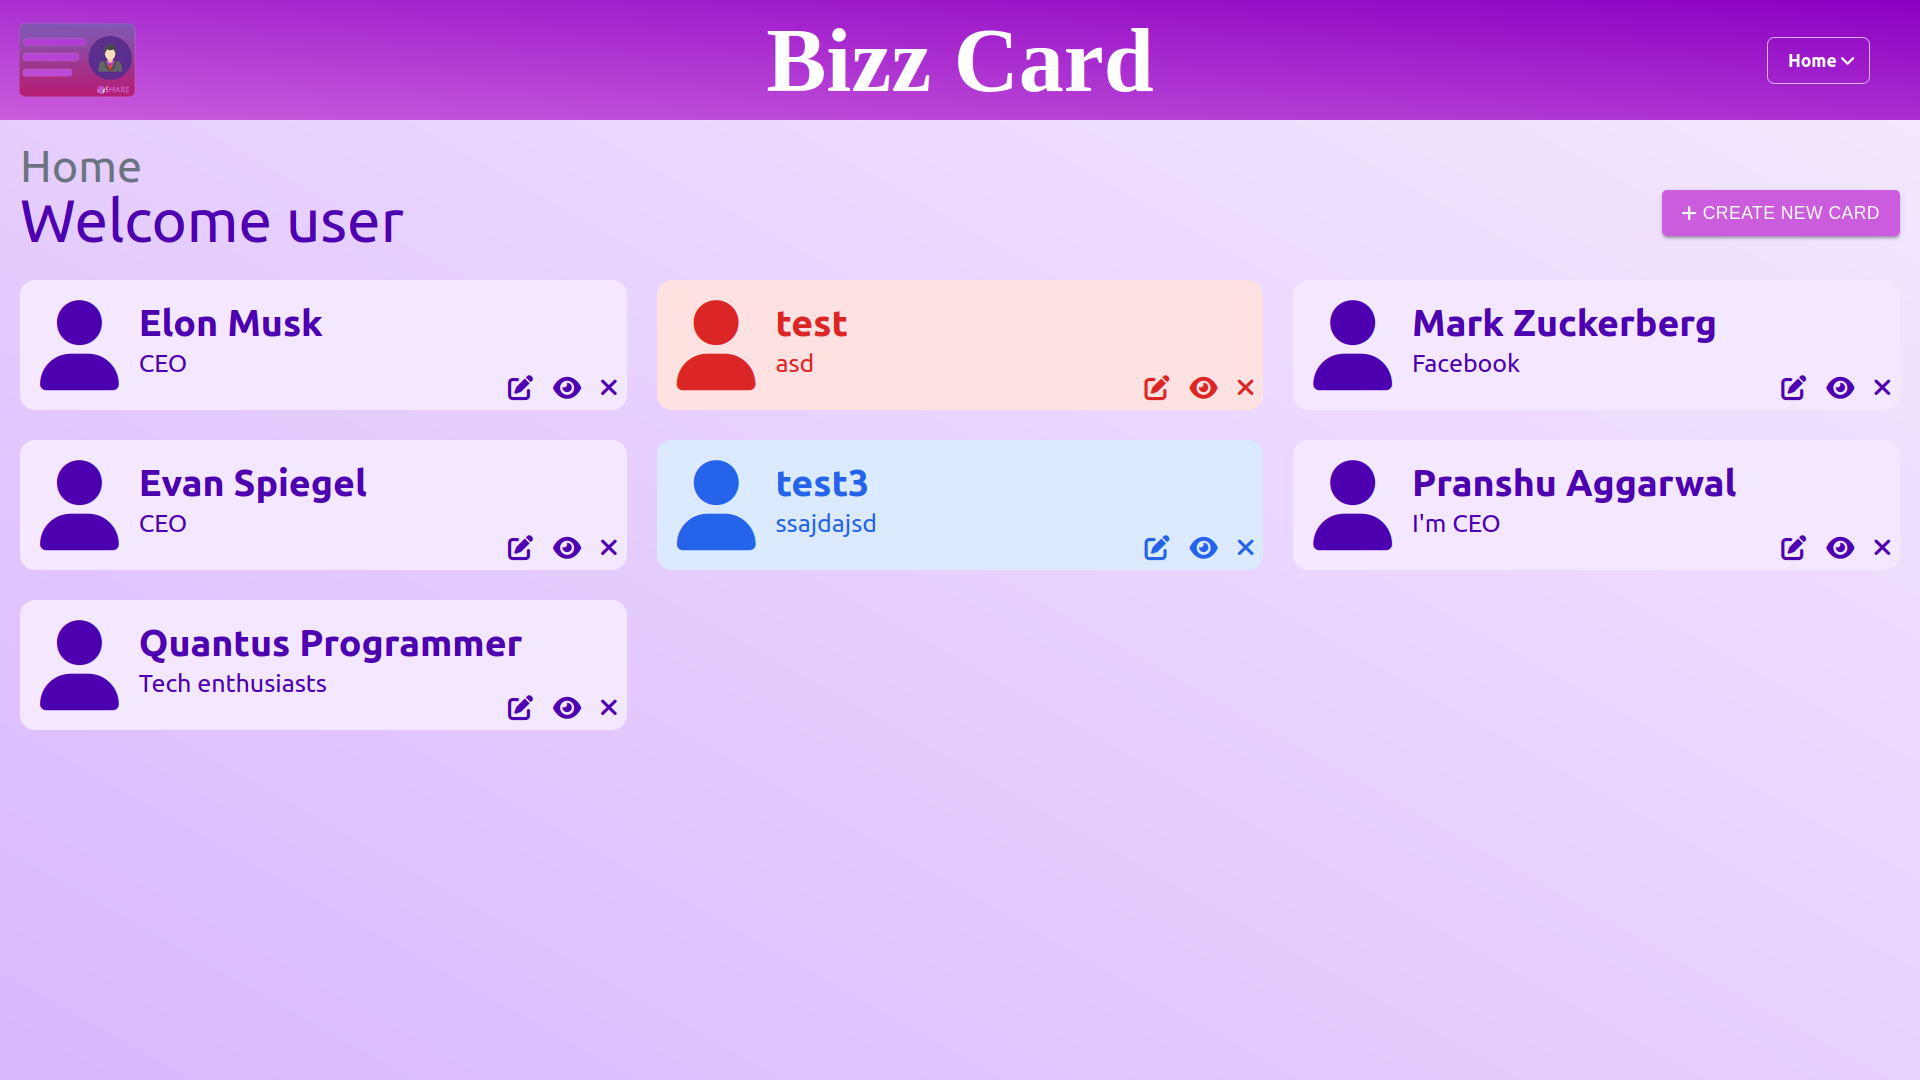 SHARE
Bizz Card
Home
Home
Welcome user
CREATE NEW CARD
Elon Musk
CEO
test
asd
Mark Zuckerberg
Facebook
Evan Spiegel
CEO
test3
ssajdajsd
Pranshu Aggarwal
I'm CEO
Quantus Programmer
Tech enthusiasts